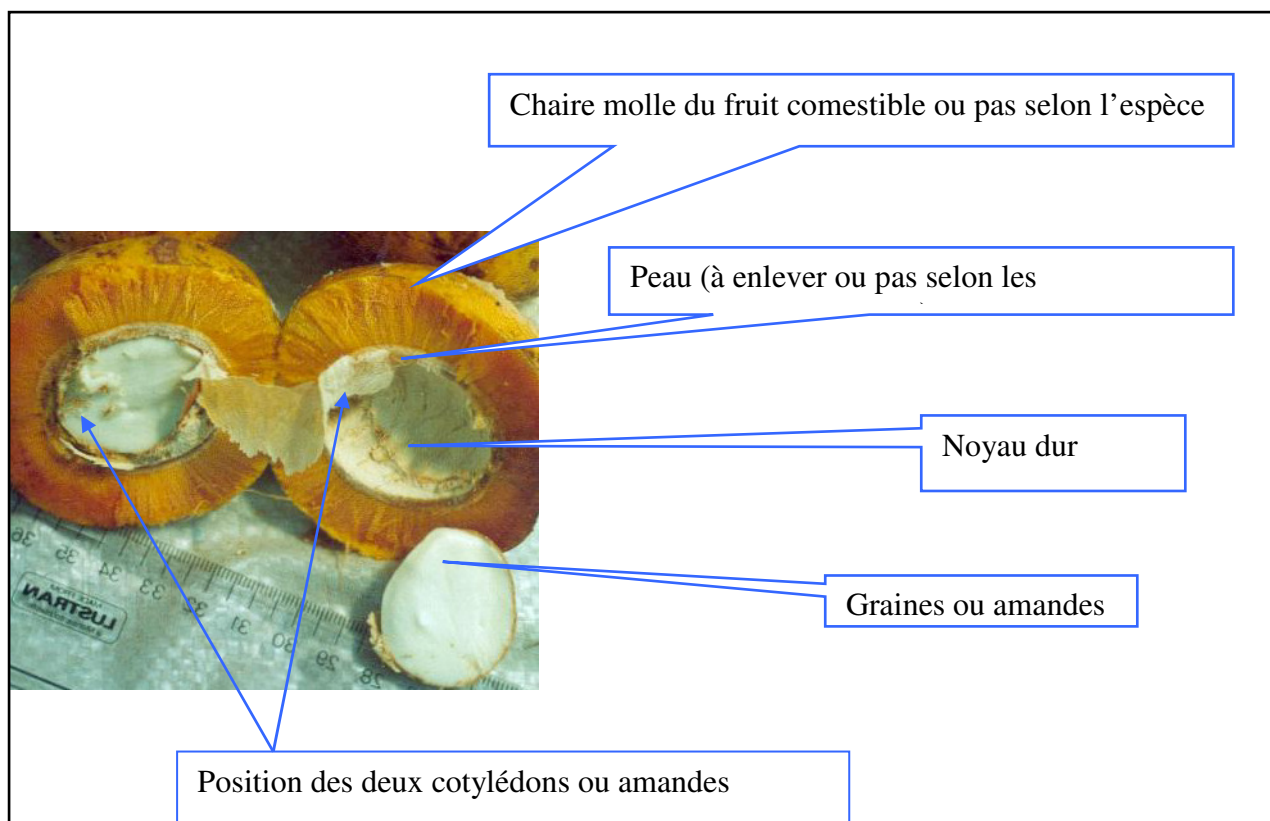 Chaire molle du fruit comestible ou pas selon l’espèce
Peau (à enlever ou pas selon les
Noyau dur
Graines ou amandes
Position des deux cotylédons ou amandes
36 35 34 33 32 31 30 29 28
LUSTRAN